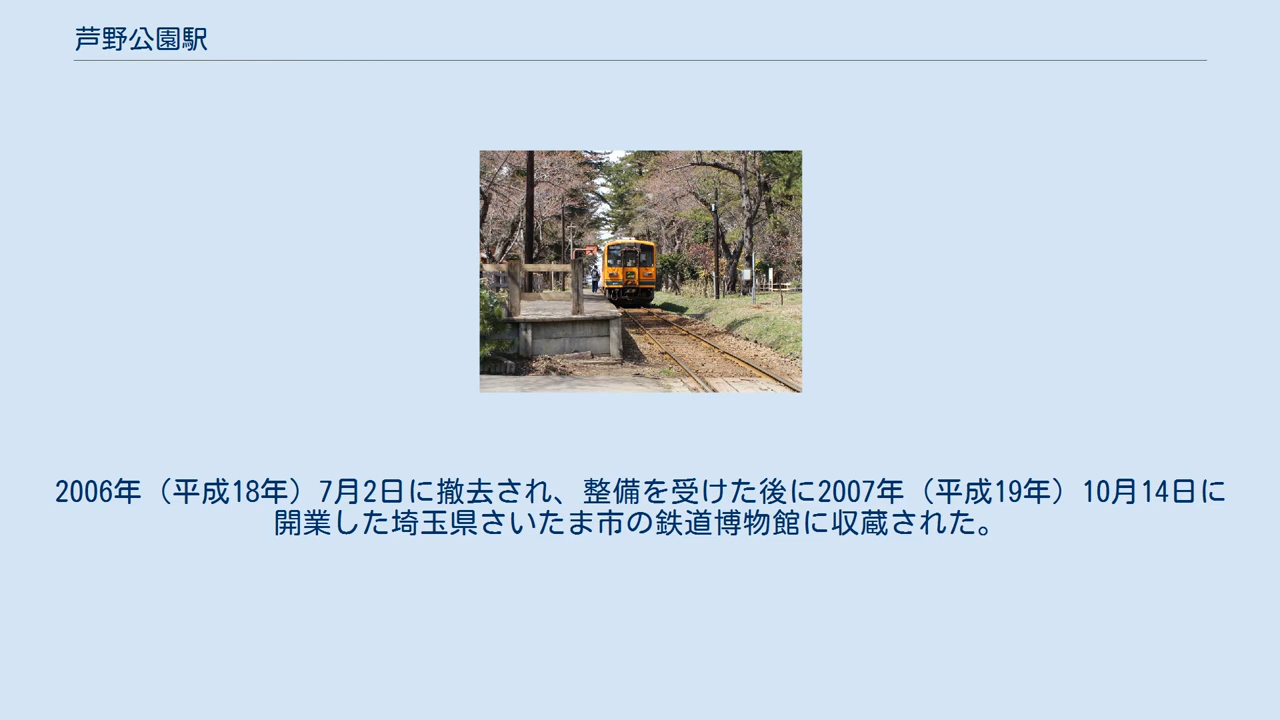 芦野公園駅
2006年（平成18年）7月2日に撤去され、整備を受けた後に2007年（平成19年）10月14日に
開業した埼玉県さいたま市の鉄道博物館に収蔵された。